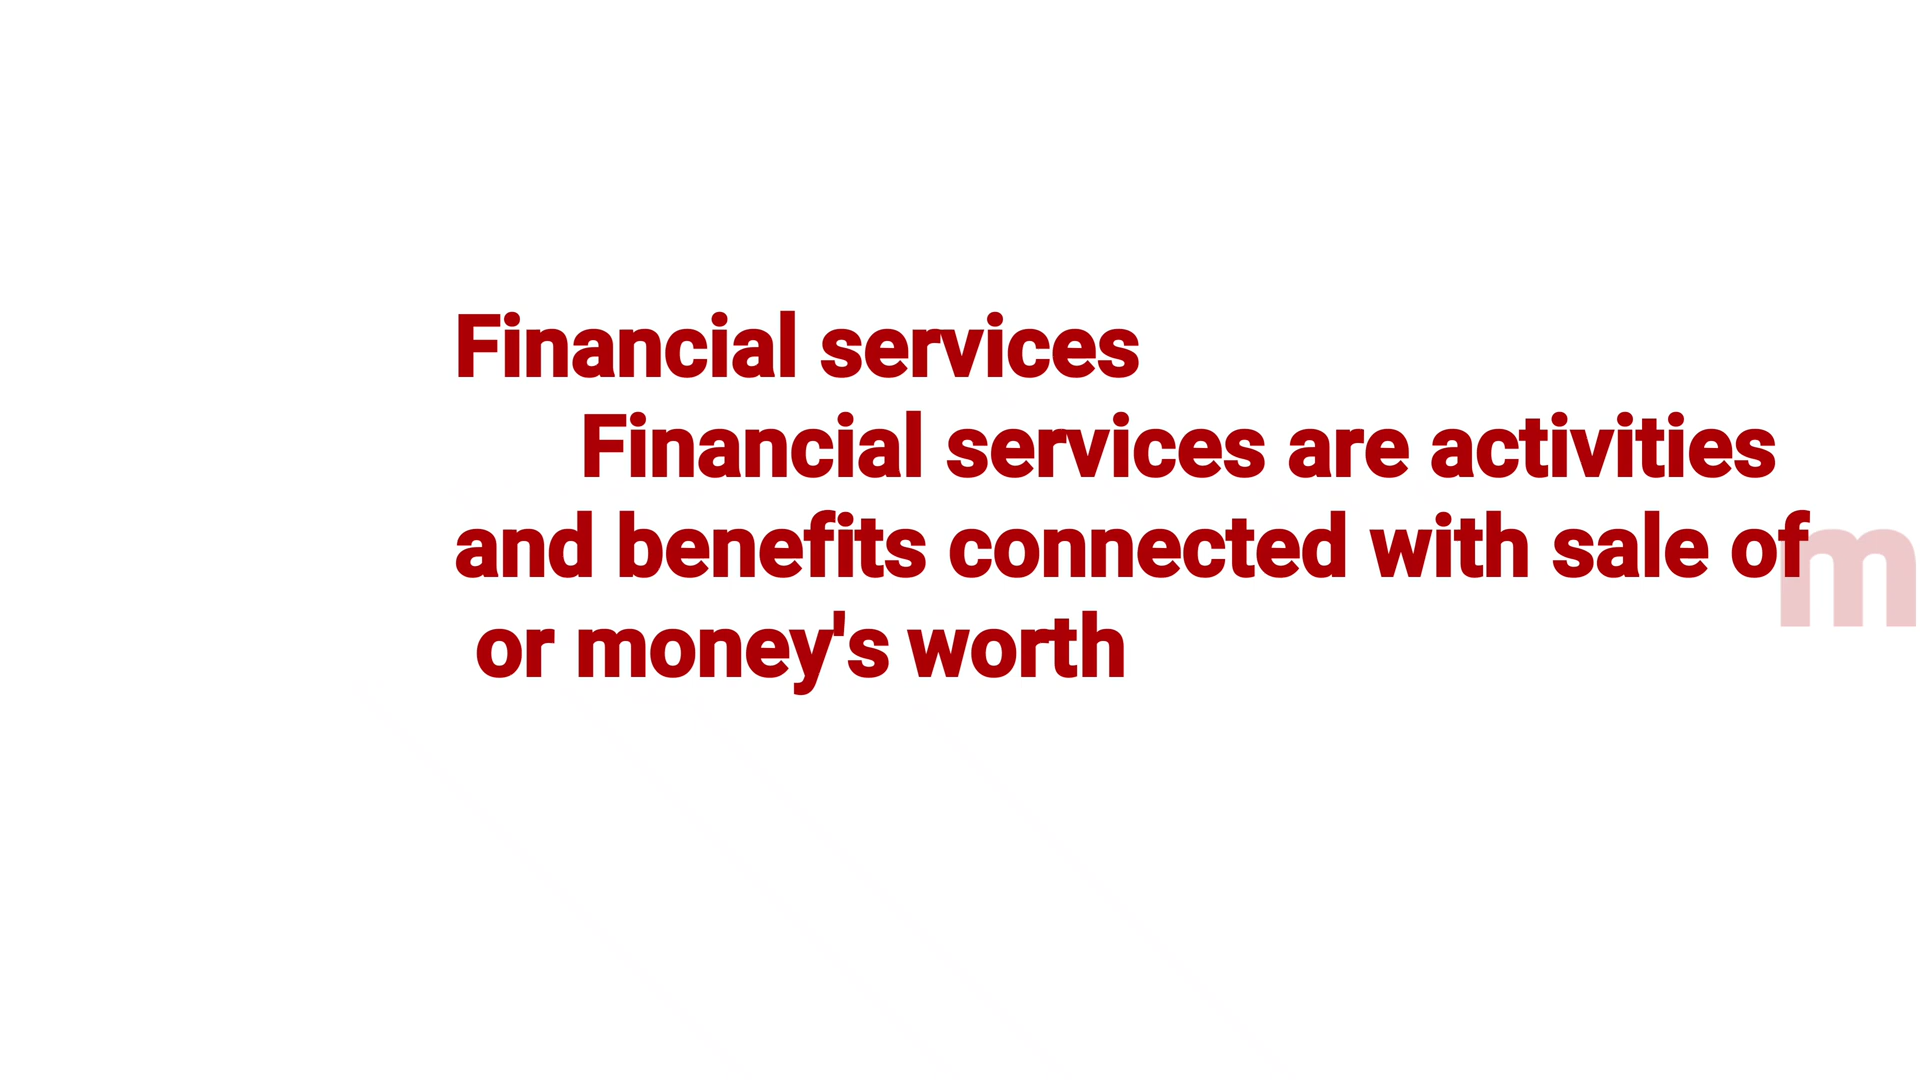 Financial services
Financial services are activities
and benefits connected with sale of
or money's worth